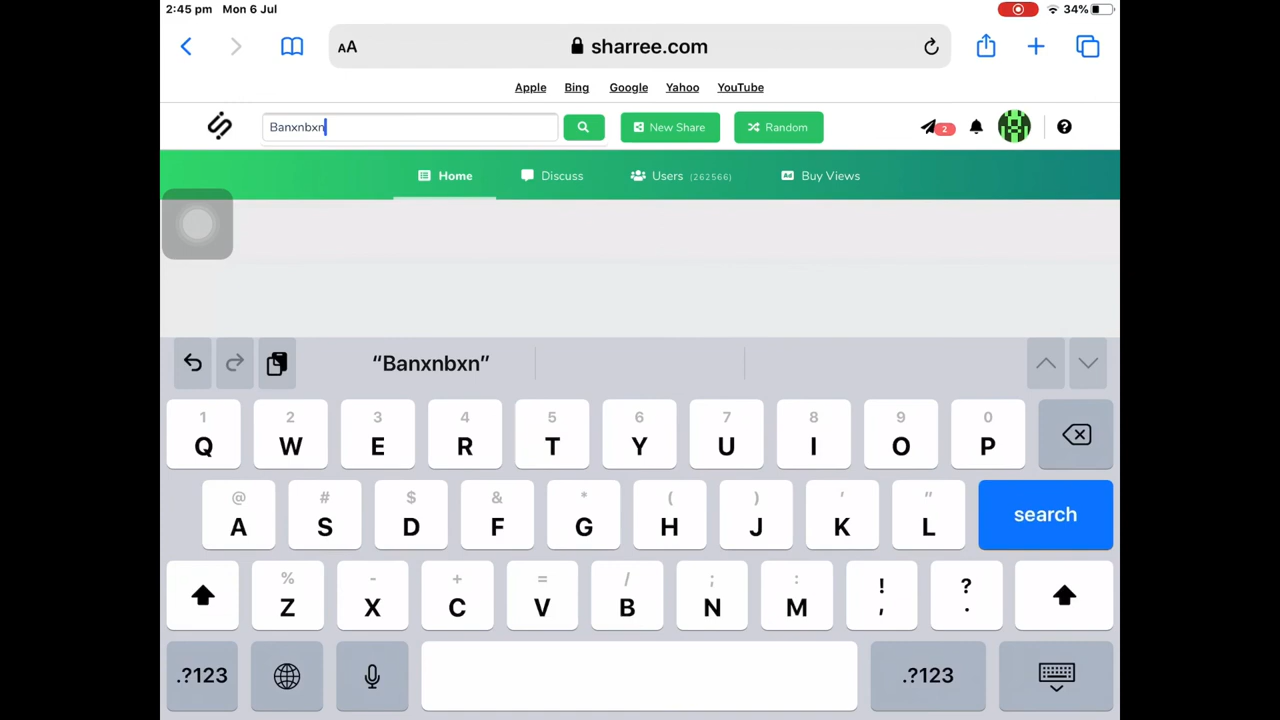 2:45 pm Mon 6 Jul 34%
AA sharree.com
Apple Bing Google Yahoo YouTube
Banxnbxn New Share Random 2
Home Discuss Users (262566) Ad Buy Views
“Banxnbxn”
1 2 3 4 5 6 7 8 9 0
Q W E R T Y U I O P
@ # $ & * ( ) ' "
A S D F G H J K L search
% - + = / ; : ! ?
Z X C V B N M , .
.?123 .?123